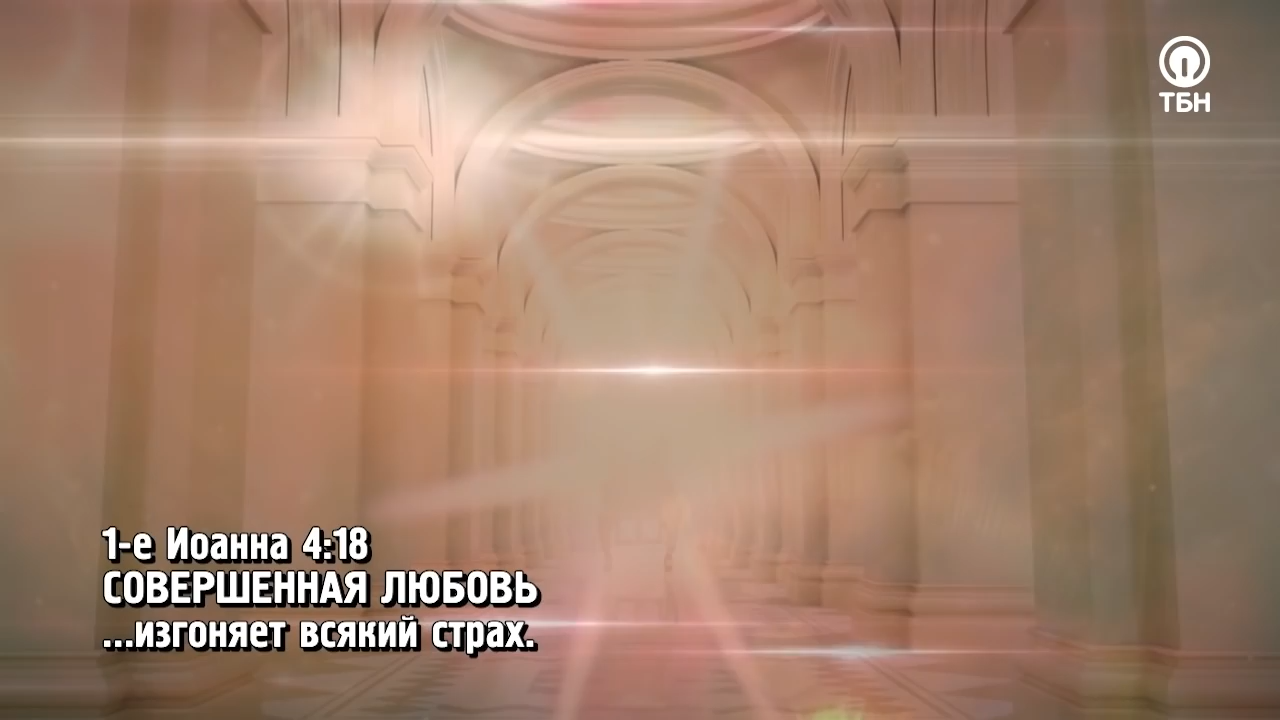 ТБН
1-е Иоанна 4:18
СОВЕРШЕННАЯ ЛЮБОВЬ
...изгоняет всякий страх.